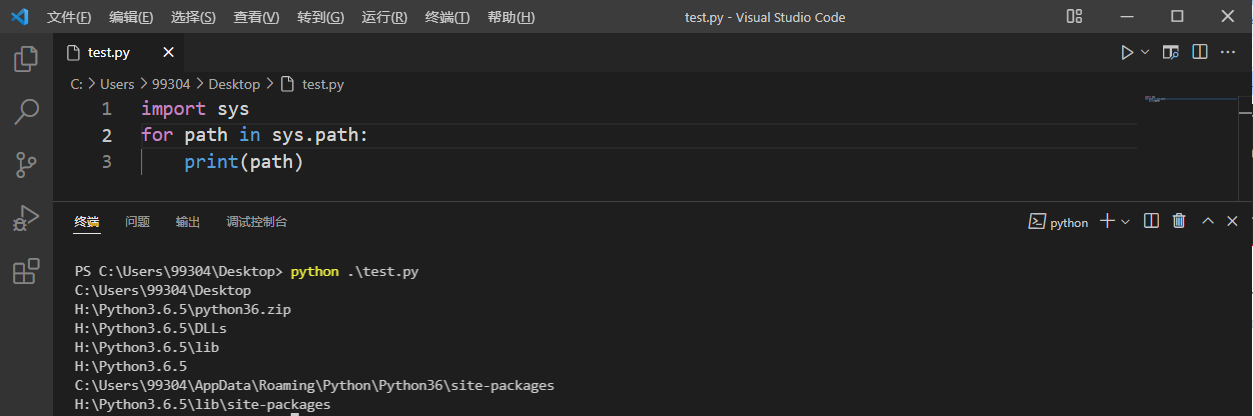 文件(F) 编辑(E) 选择(S) 查看(V) 转到(G) 运行(R) 终端(T) 帮助(H) test.py - Visual Studio Code
test.py
C: > Users > 99304 > Desktop > test.py
1 import sys
2 for path in sys.path:
3 print(path)
终端 问题 输出 调试控制台 python
PS C:\Users\99304\Desktop> python .\test.py
C:\Users\99304\Desktop
H:\Python3.6.5\python36.zip
H:\Python3.6.5\DLLs
H:\Python3.6.5\lib
H:\Python3.6.5
C:\Users\99304\AppData\Roaming\Python\Python36\site-packages
H:\Python3.6.5\lib\site-packages